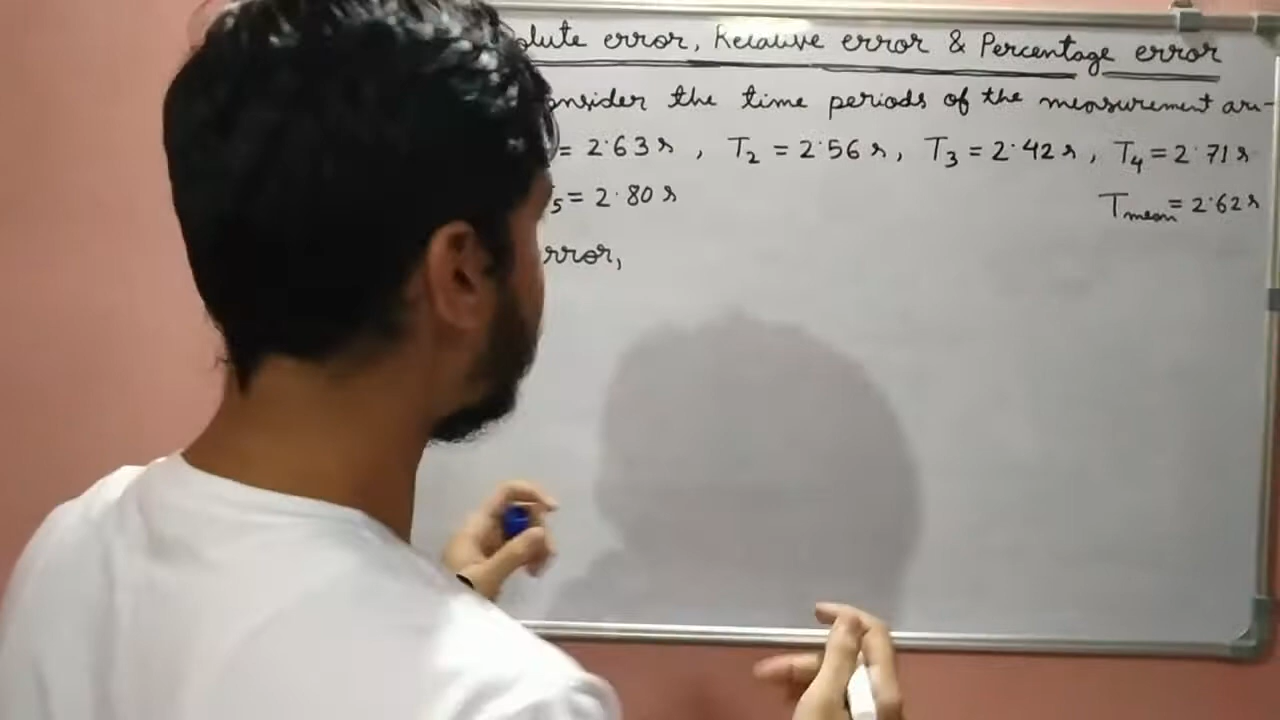 olute error, Relative error & Percentage error
onsider the time periods of the measurement are-
= 2.63 s , T2 = 2.56 s, T3 = 2.42 s, T4 = 2.71 s
5 = 2.80 s
Tmean = 2.62 s
rror,